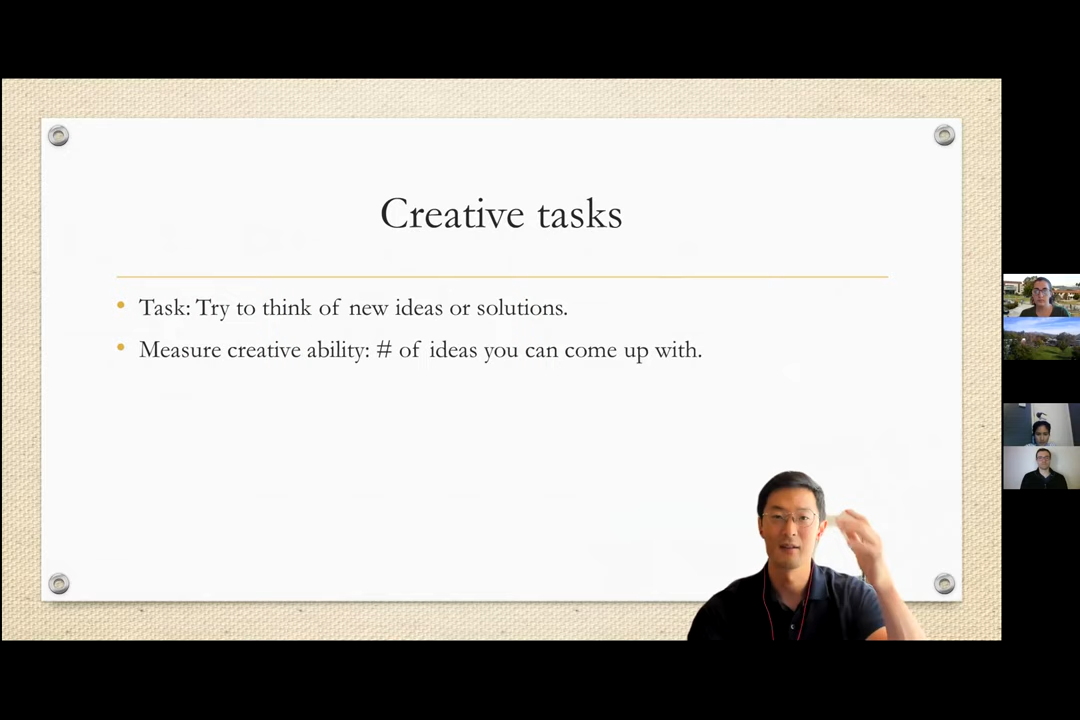 Creative tasks
• Task: Try to think of new ideas or solutions.
• Measure creative ability: # of ideas you can come up with.